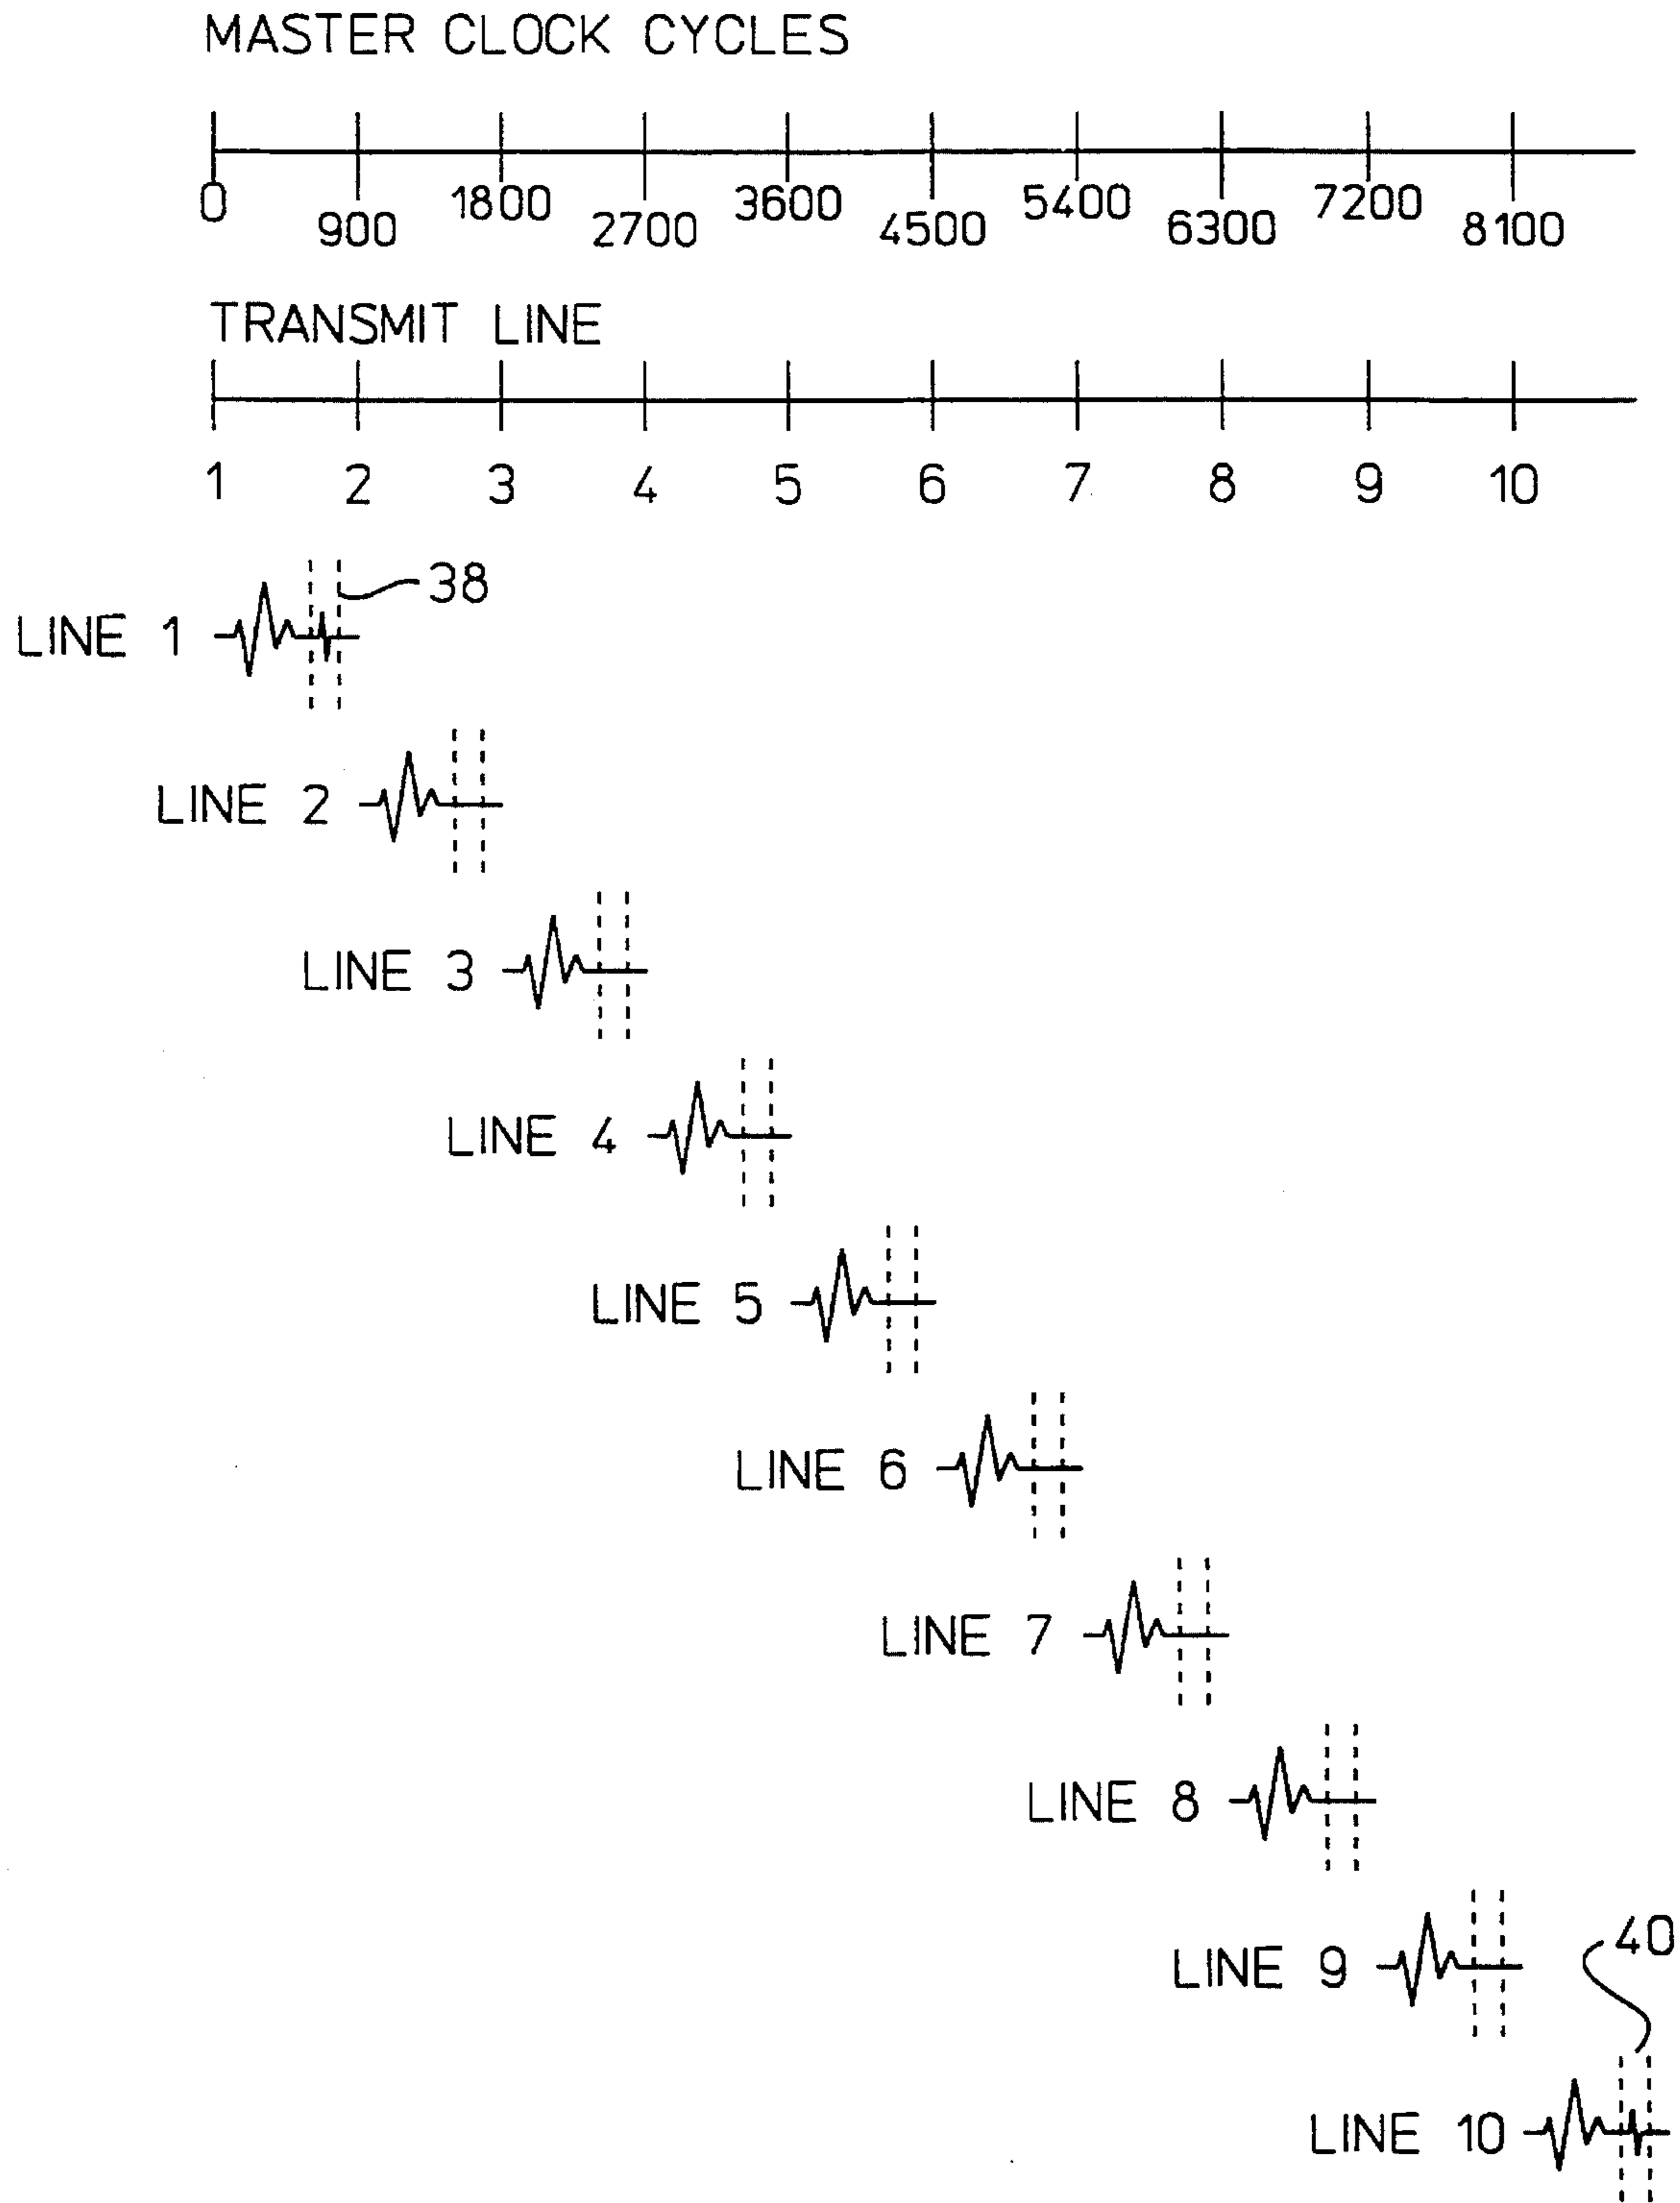 MASTER CLOCK CYCLES
0 900 1800 2700 3600 4500 5400 6300 7200 8100
TRANSMIT LINE
1 2 3 4 5 6 7 8 9 10
LINE 1 38
LINE 2
LINE 3
LINE 4
LINE 5
LINE 6
LINE 7
LINE 8
LINE 9
40
LINE 10